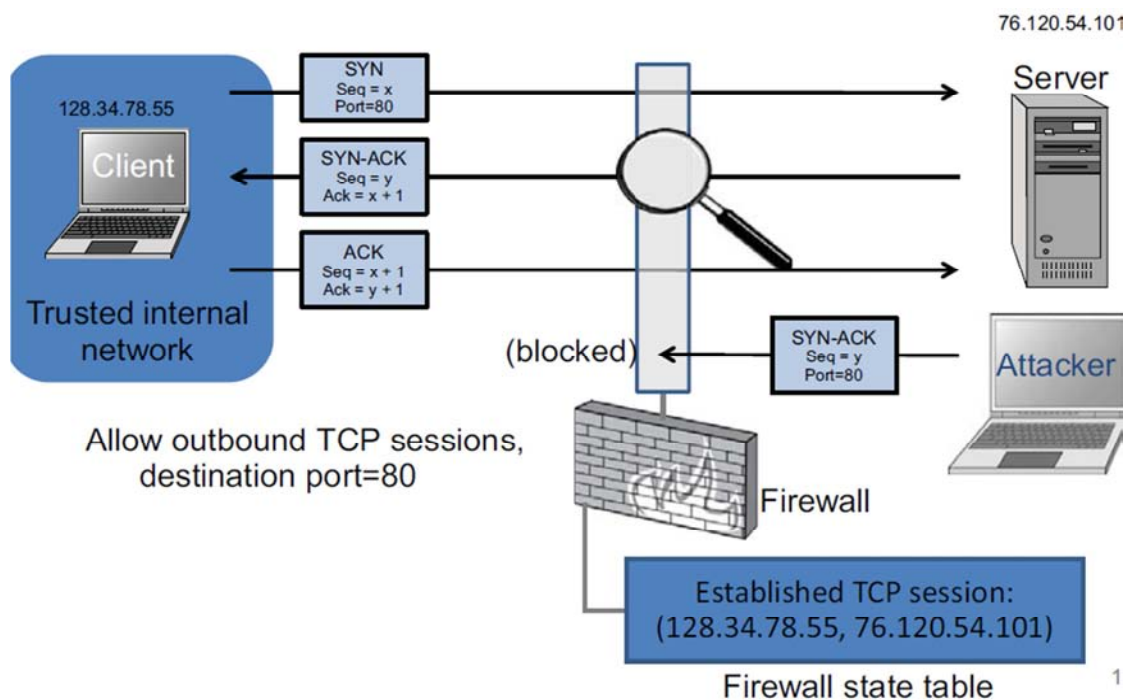 76.120.54.101
128.34.78.55
Client
Trusted internal
network
SYN
Seq = x
Port=80
SYN-ACK
Seq = y
Ack = x + 1
ACK
Seq = x + 1
Ack = y + 1
Server
(blocked)
SYN-ACK
Seq = y
Port=80
Attacker
Allow outbound TCP sessions,
destination port=80
Firewall
Established TCP session:
(128.34.78.55, 76.120.54.101)
Firewall state table
1